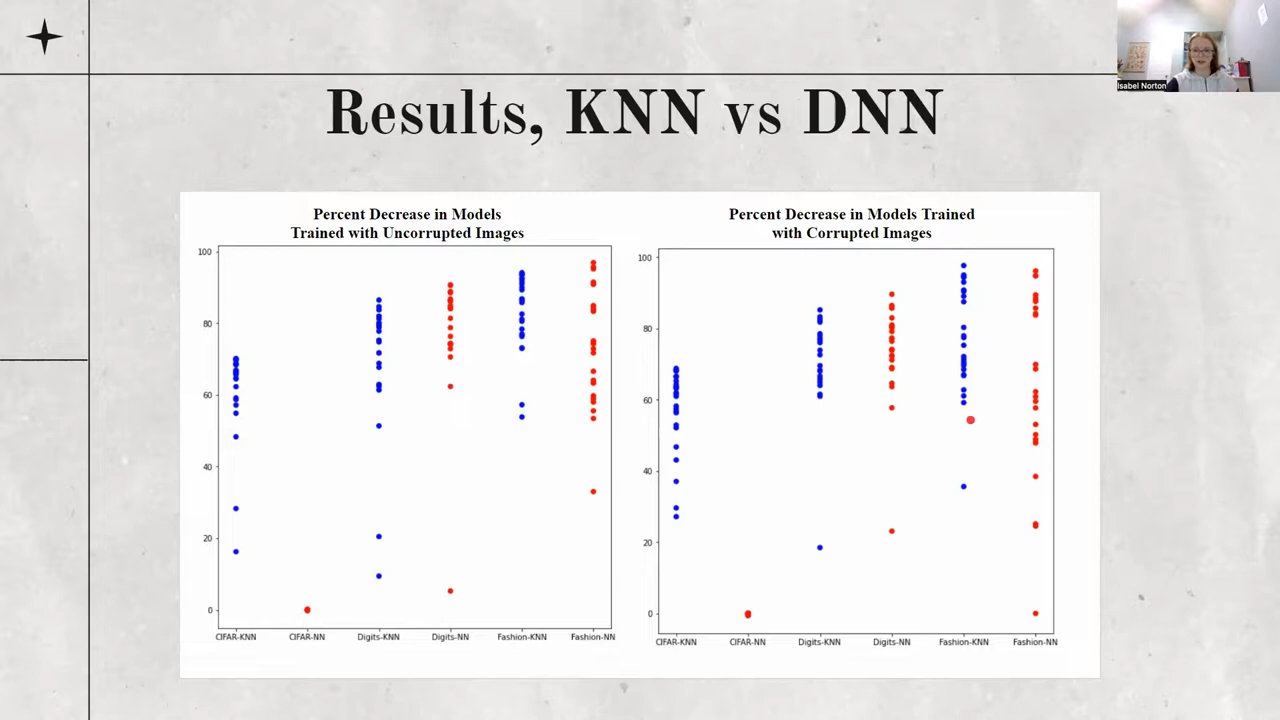 Isabel Norton
Results, KNN vs DNN
Percent Decrease in Models
Trained with Uncorrupted Images
100
80
60
40
20
0
CIFAR-KNN CIFAR-NN Digits-KNN Digits-NN Fashion-KNN Fashion-NN
Percent Decrease in Models Trained
with Corrupted Images
100
80
60
40
20
0
CIFAR-KNN CIFAR-NN Digits-KNN Digits-NN Fashion-KNN Fashion-NN